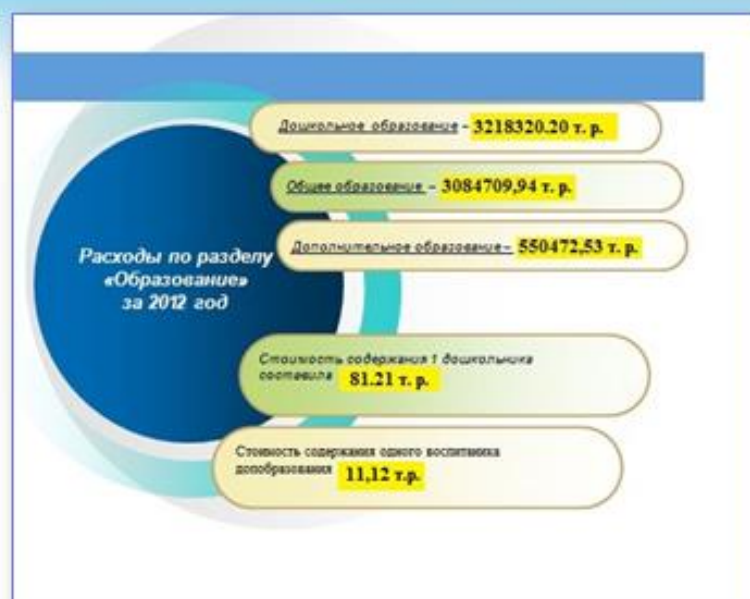 Дошкольное образование – 3218320.20 т. р.
Общее образование – 3084709,94 т. р.
Дополнительное образование – 550472,53 т. р.
Расходы по разделу
«Образование»
за 2012 год
Стоимость содержания 1 дошкольника
составила 81.21 т. р.
Стоимость содержания одного воспитаника
допобразования 11,12 т.р.